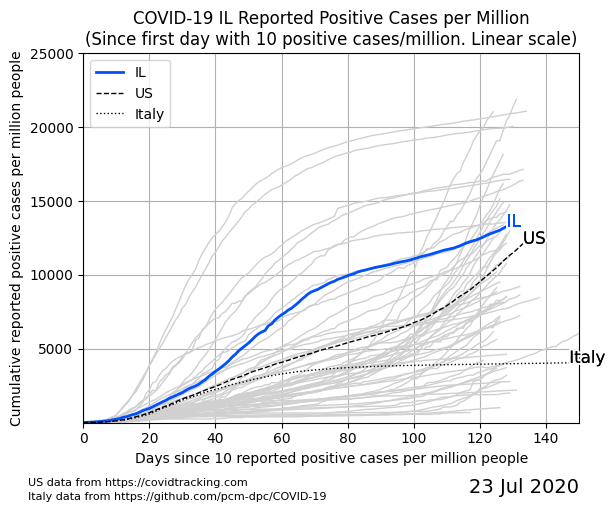 COVID-19 IL Reported Positive Cases per Million
(Since first day with 10 positive cases/million. Linear scale)
Cumulative reported positive cases per million people
25000
20000
15000
10000
5000
IL
US
Italy
IL
US
Italy
0
20
40
60
80
100
120
140
Days since 10 reported positive cases per million people
US data from https://covidtracking.com
Italy data from https://github.com/pcm-dpc/COVID-19
23 Jul 2020